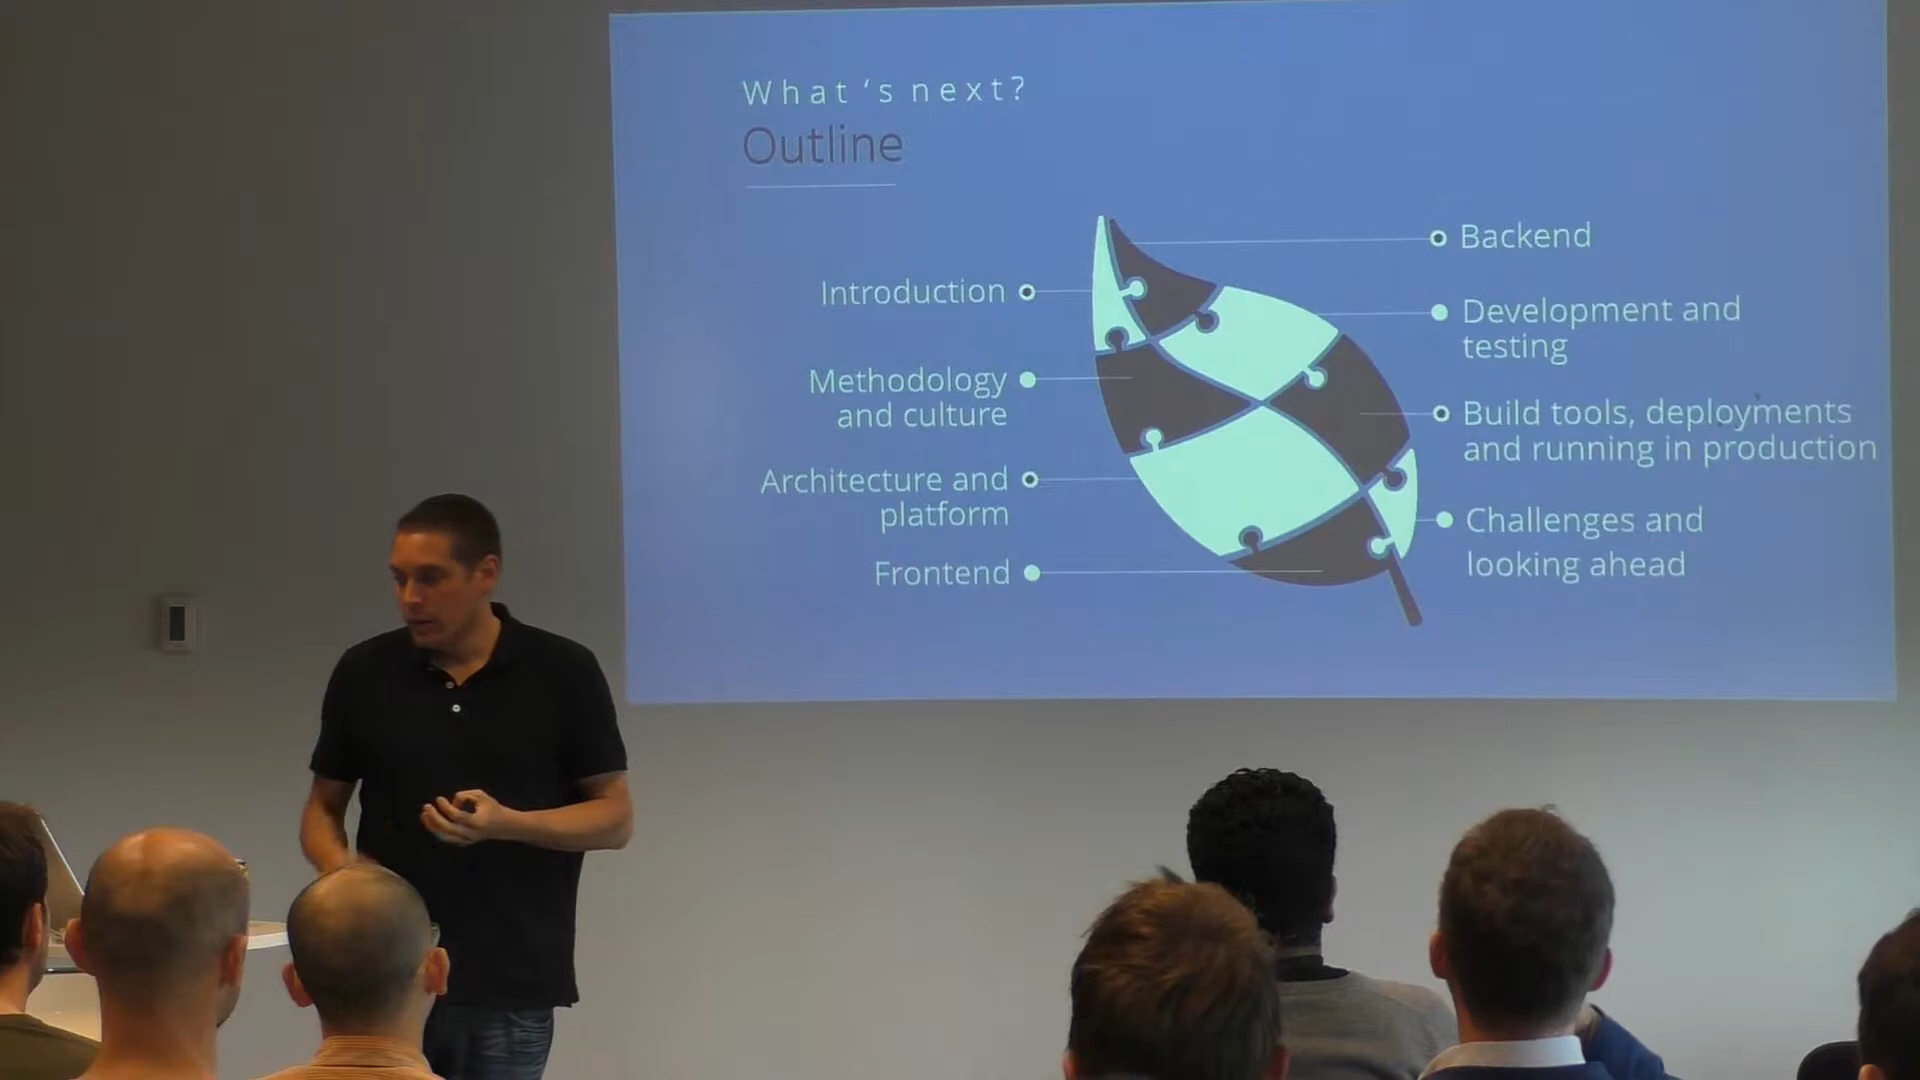 What ‘s next?
Outline
Introduction
Methodology
and culture
Architecture and
platform
Frontend
Backend
Development and
testing
Build tools, deployments
and running in production
Challenges and
looking ahead